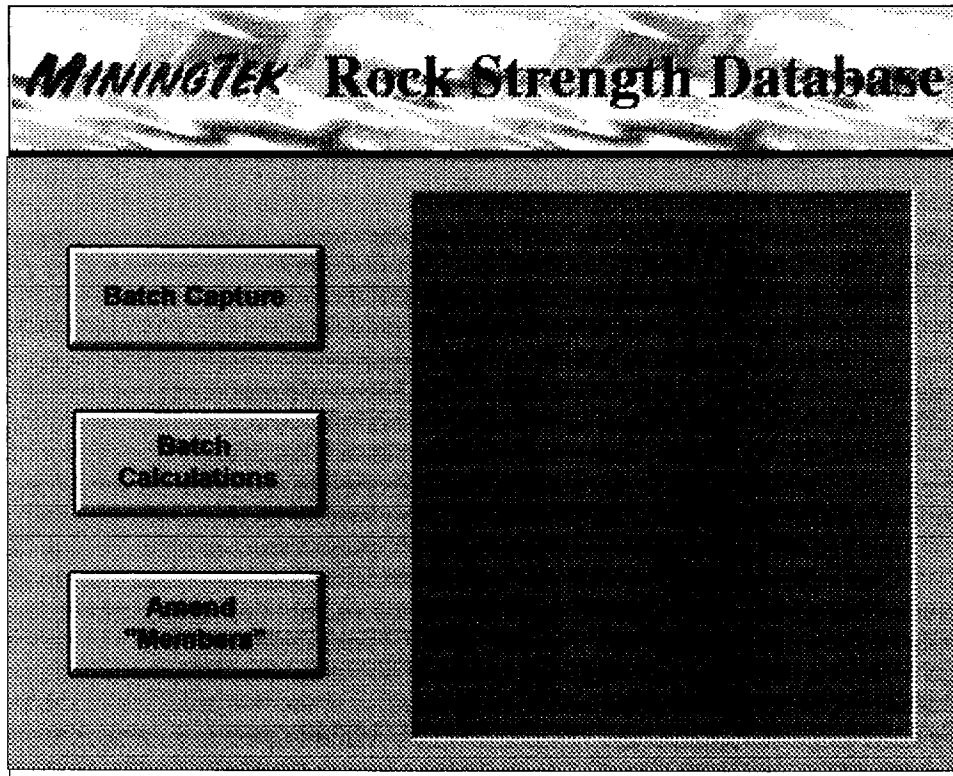 MININGTEK Rock Strength Database
Batch Capture
Batch
Calculations
Amend
"Members"